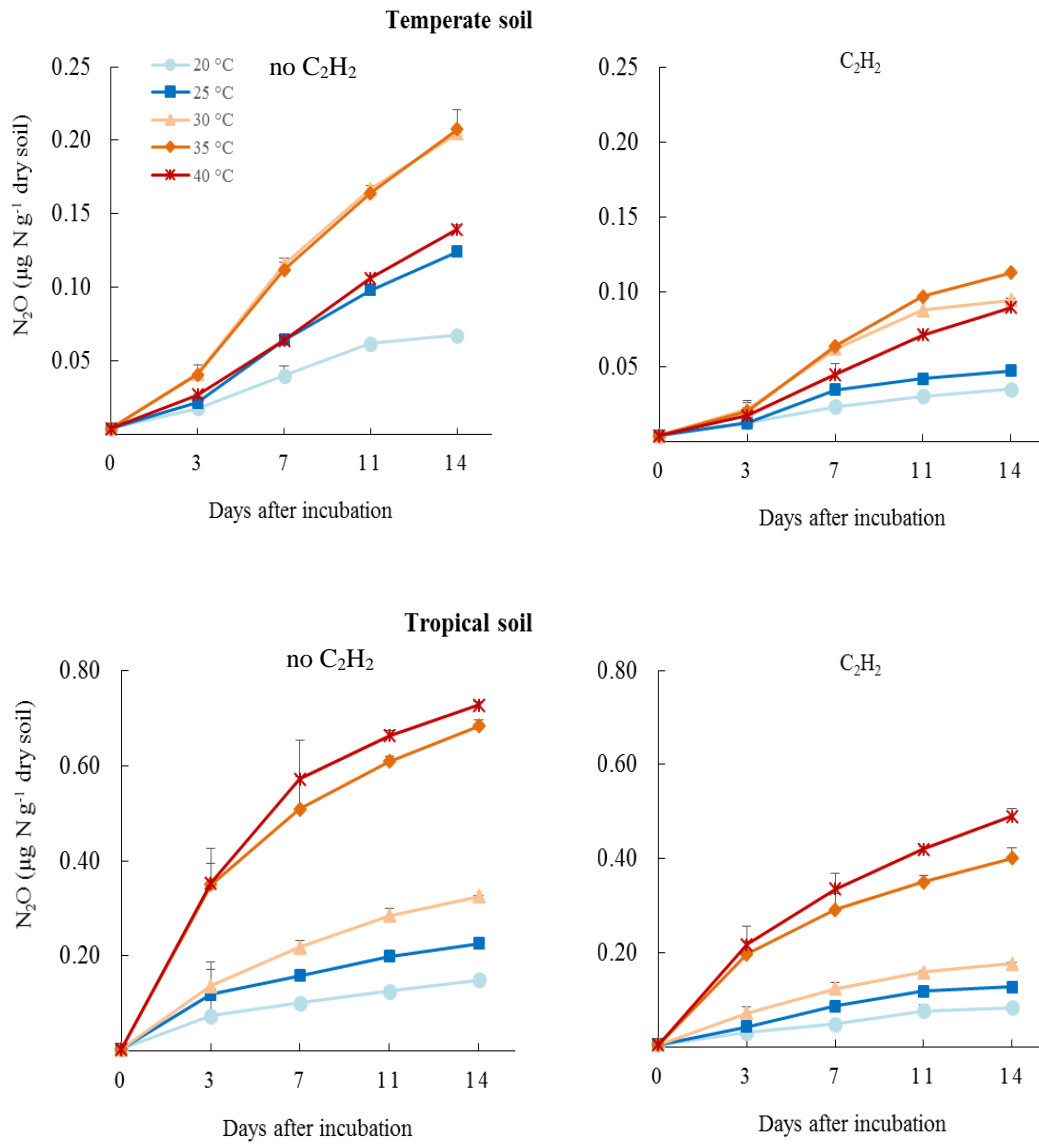 Temperate soil
no C₂H₂
C₂H₂
20 °C
25 °C
30 °C
35 °C
40 °C
N₂O (µg N g⁻¹ dry soil)
0.25
0.20
0.15
0.10
0.05
0 3 7 11 14
Days after incubation
0.25
0.20
0.15
0.10
0.05
0 3 7 11 14
Days after incubation
Tropical soil
no C₂H₂
C₂H₂
N₂O (µg N g⁻¹ dry soil)
0.80
0.60
0.40
0.20
0 3 7 11 14
Days after incubation
0.80
0.60
0.40
0.20
0 3 7 11 14
Days after incubation